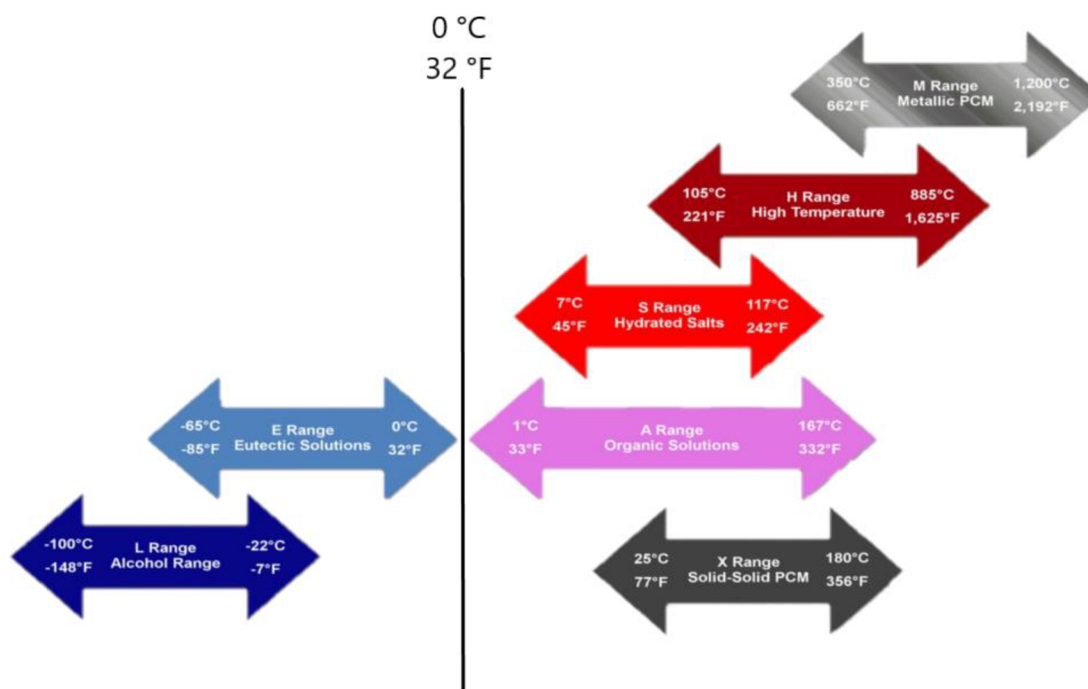 0 °C
32 °F
350°C
662°F
M Range
Metallic PCM
1,200°C
2,192°F
105°C
221°F
H Range
High Temperature
885°C
1,625°F
7°C
45°F
S Range
Hydrated Salts
117°C
242°F
-65°C
-85°F
E Range
Eutectic Solutions
0°C
32°F
1°C
33°F
A Range
Organic Solutions
167°C
332°F
-100°C
-148°F
L Range
Alcohol Range
-22°C
-7°F
25°C
77°F
X Range
Solid-Solid PCM
180°C
356°F